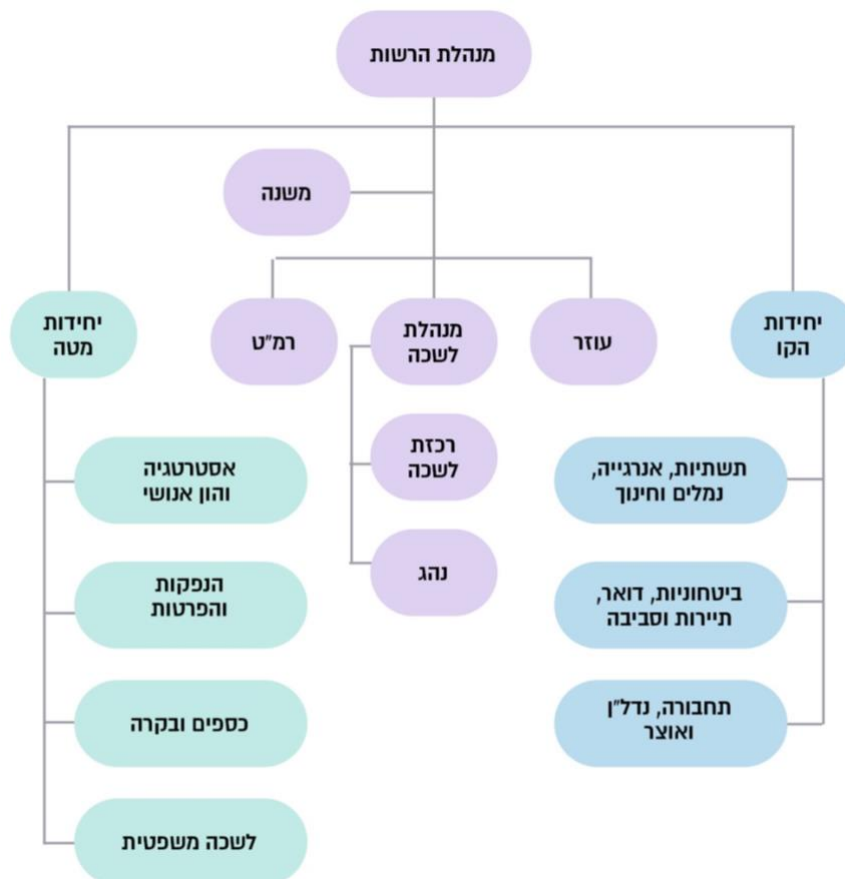 מנהלת הרשות
משנה
יחידות
הקו
עוזר
מנהלת
לשכה
רמ"ט
יחידות
מטה
תשתיות, אנרגייה,
נמלים וחינוך
ביטחוניות, דואר,
תיירות וסביבה
תחבורה, נדל"ן
ואוצר
רכזת
לשכה
נהג
אסטרטגיה
והון אנושי
הנפקות
והפרטות
כספים ובקרה
לשכה משפטית